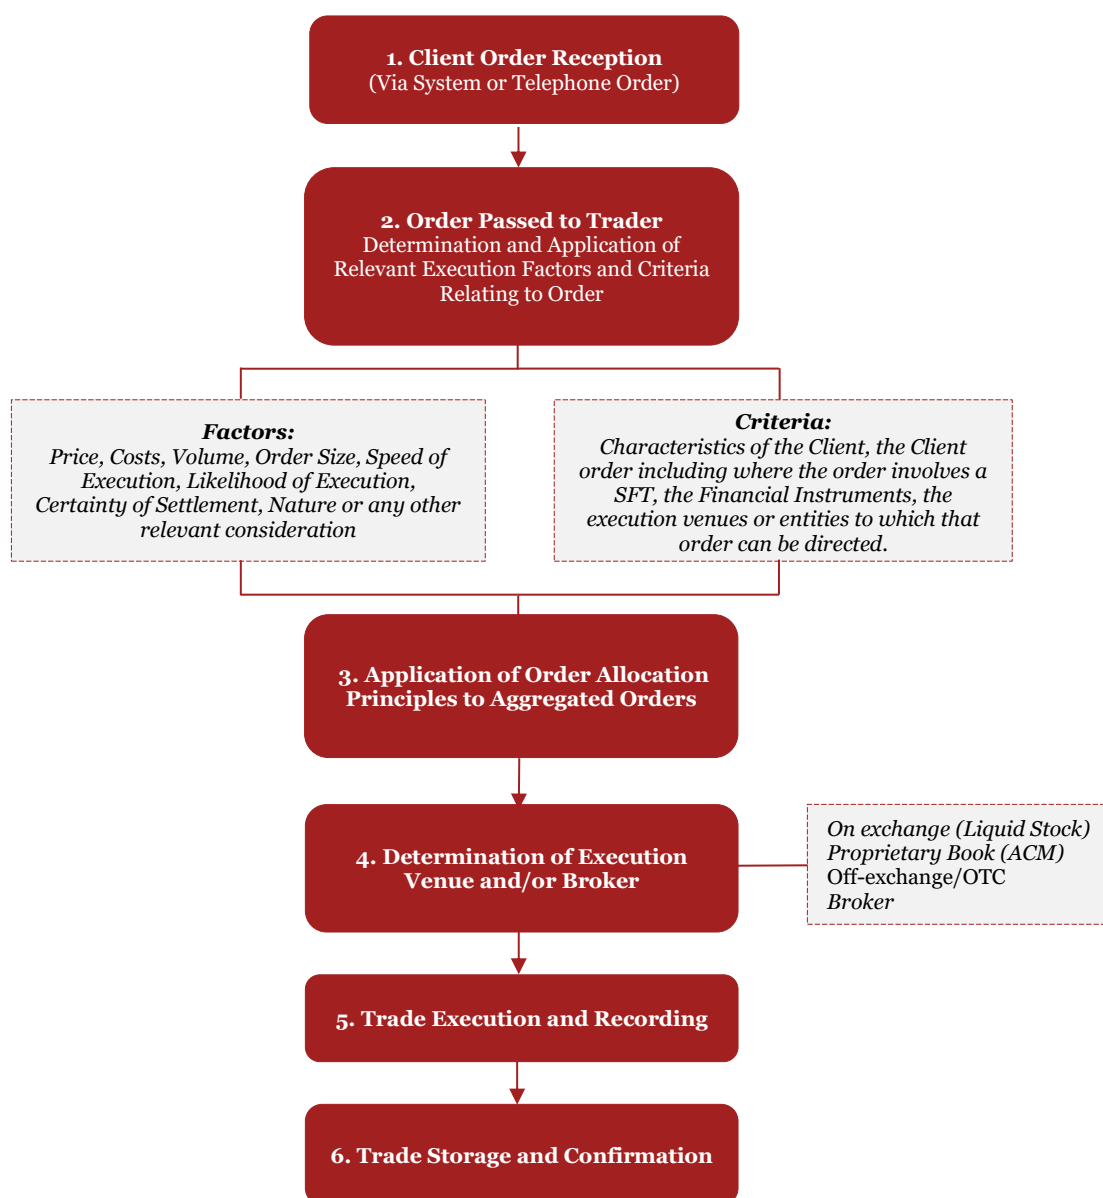 1. Client Order Reception
(Via System or Telephone Order)
2. Order Passed to Trader
Determination and Application of
Relevant Execution Factors and Criteria
Relating to Order
Factors:
Price, Costs, Volume, Order Size, Speed of
Execution, Likelihood of Execution,
Certainty of Settlement, Nature or any other
relevant consideration
Criteria:
Characteristics of the Client, the Client
order including where the order involves a
SFT, the Financial Instruments, the
execution venues or entities to which that
order can be directed.
3. Application of Order Allocation
Principles to Aggregated Orders
4. Determination of Execution
Venue and/or Broker
On exchange (Liquid Stock)
Proprietary Book (ACM)
Off-exchange/OTC
Broker
5. Trade Execution and Recording
6. Trade Storage and Confirmation